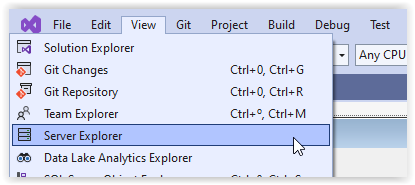 File Edit View Git Project Build Debug Test
Solution Explorer
Any CPU
Git Changes Ctrl+0, Ctrl+G
Git Repository Ctrl+0, Ctrl+R
Team Explorer Ctrl+º, Ctrl+M
Server Explorer
Data Lake Analytics Explorer